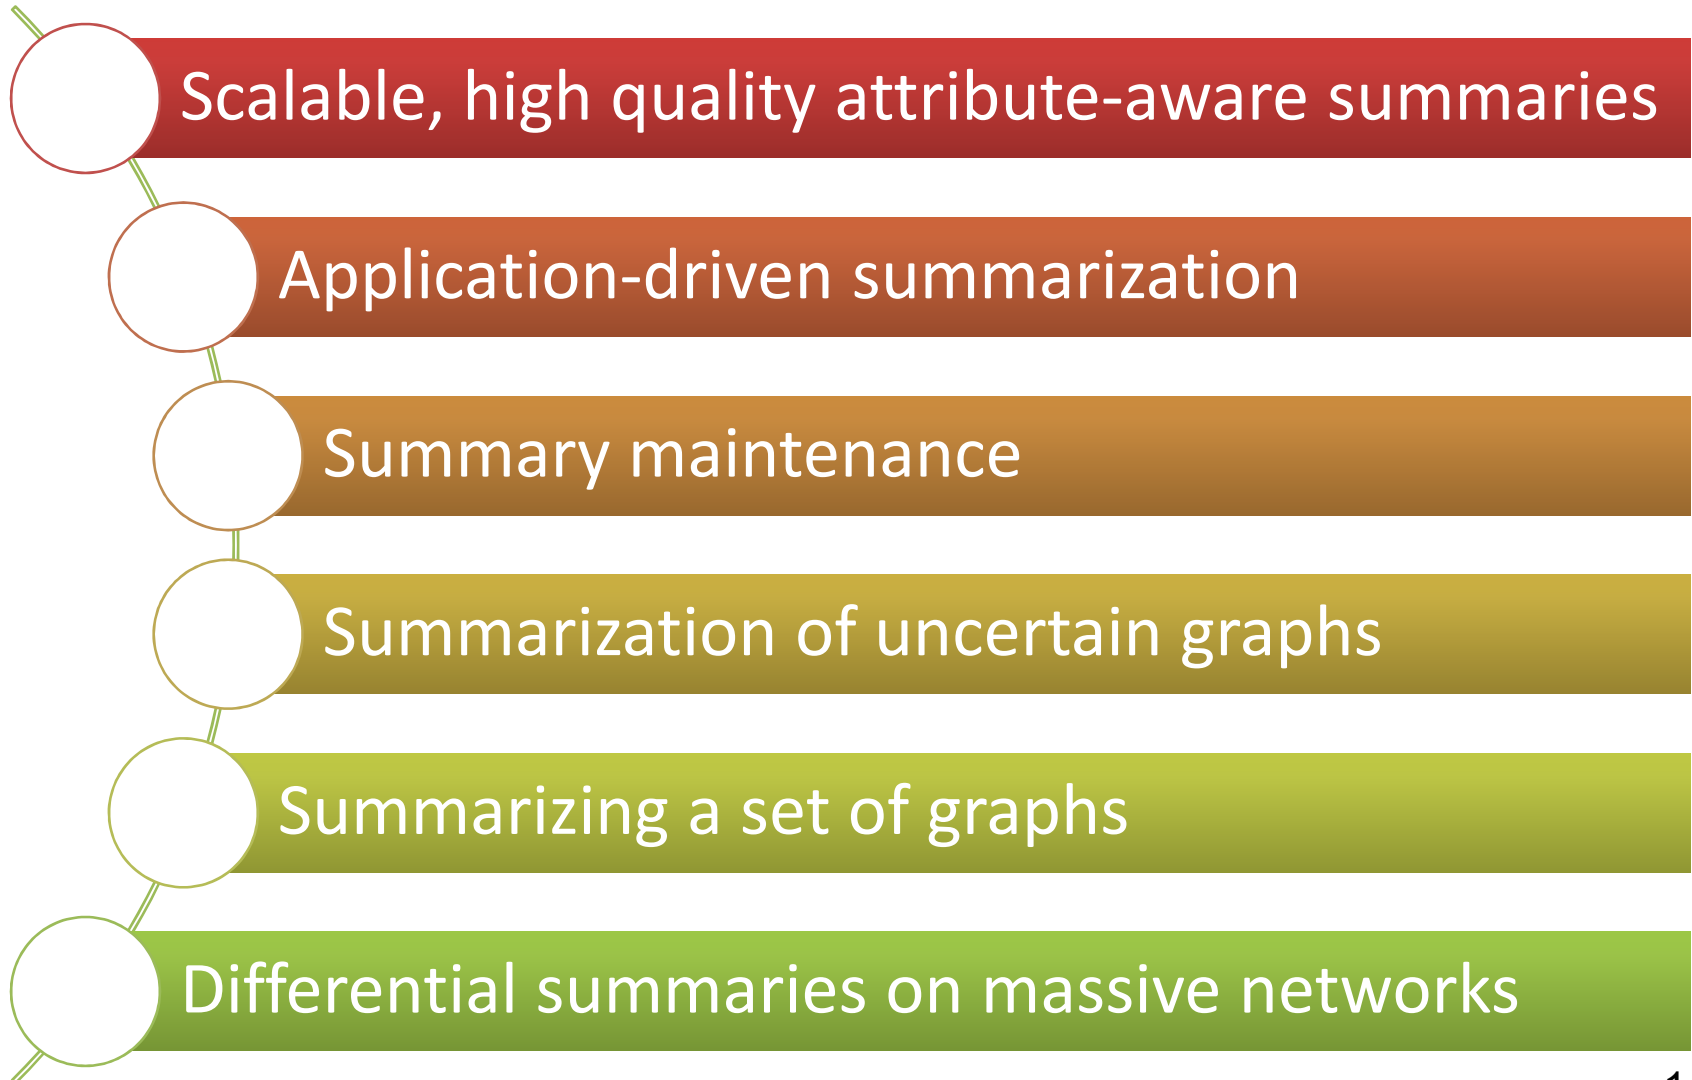 Scalable, high quality attribute-aware summaries
Application-driven summarization
Summary maintenance
Summarization of uncertain graphs
Summarizing a set of graphs
Differential summaries on massive networks